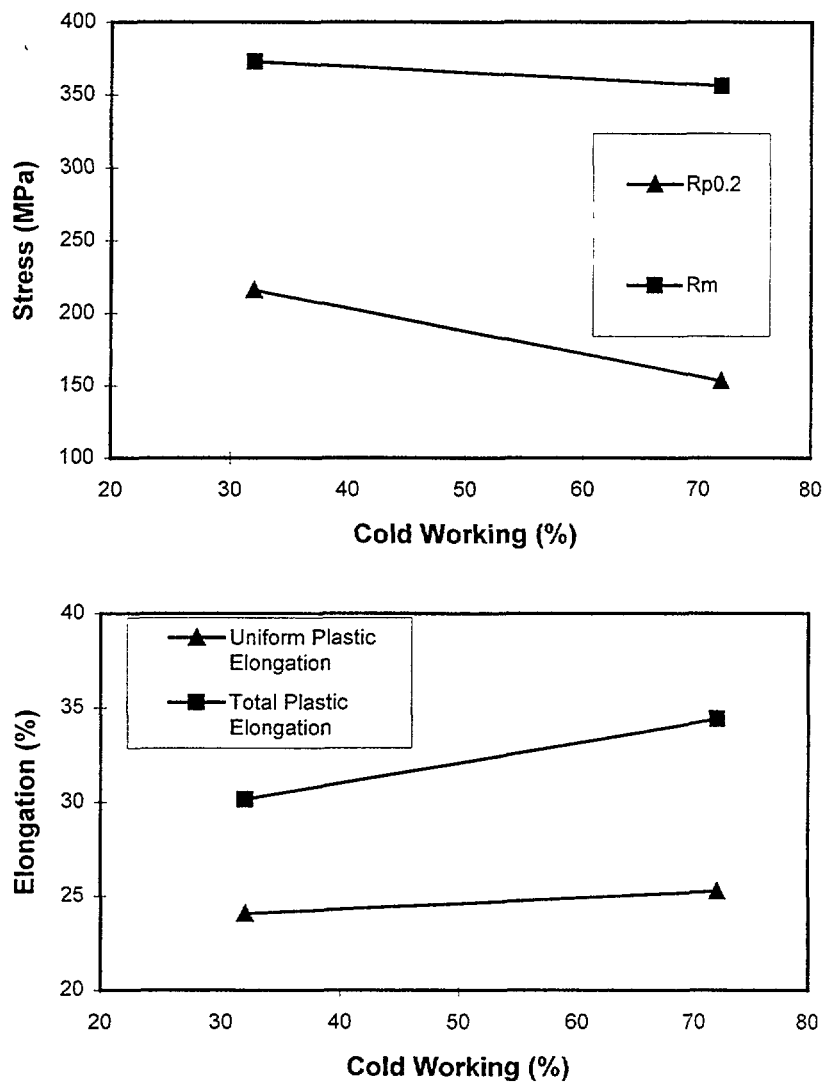 400
350
300
250
200
150
100
Stress (MPa)
Rp0.2
Rm
20 30 40 50 60 70 80
Cold Working (%)
40
35
30
25
20
Elongation (%)
Uniform Plastic
Elongation
Total Plastic
Elongation
20 30 40 50 60 70 80
Cold Working (%)